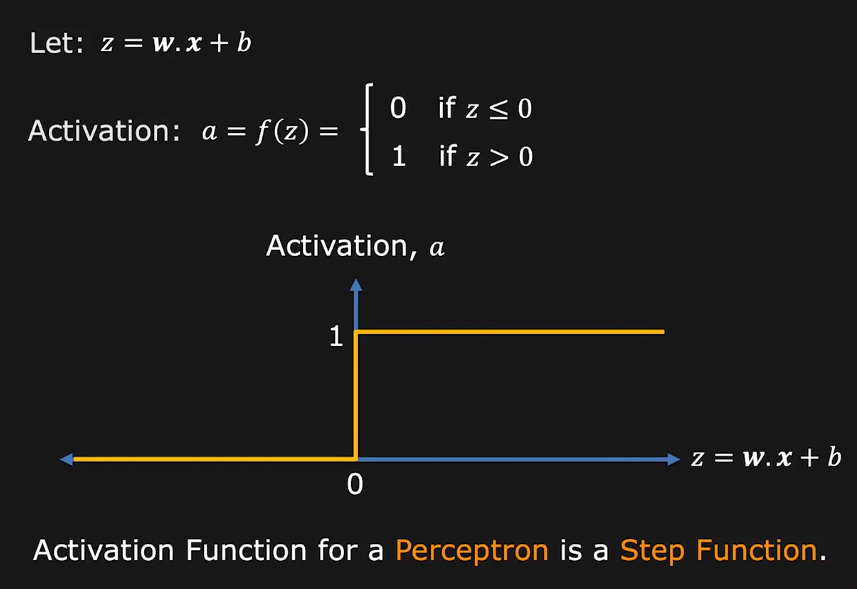 Let: z = w.x + b
Activation: a = f(z) =
0 if z ≤ 0
1 if z > 0
Activation, a
1
z = w.x + b
0
Activation Function for a Perceptron is a Step Function.